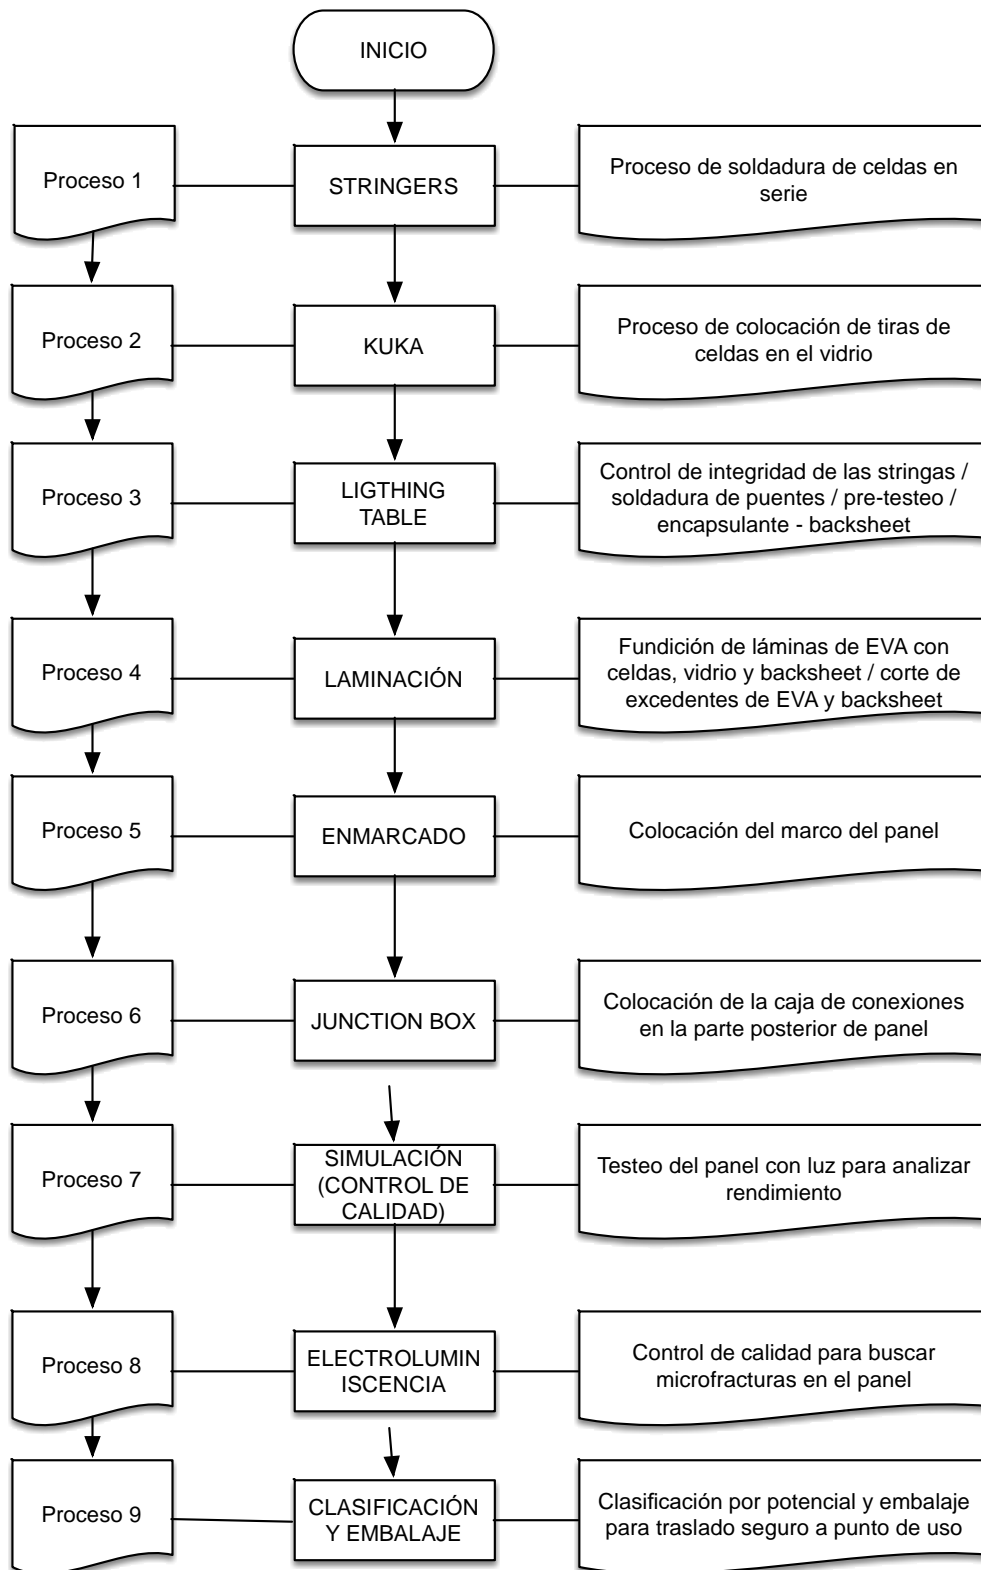 INICIO
Proceso 1
STRINGERS
Proceso de soldadura de celdas en
serie
Proceso 2
KUKA
Proceso de colocación de tiras de
celdas en el vidrio
Proceso 3
LIGTHING
TABLE
Control de integridad de las stringas /
soldadura de puentes / pre-testeo /
encapsulante - backsheet
Proceso 4
LAMINACIÓN
Fundición de láminas de EVA con
celdas, vidrio y backsheet / corte de
excedentes de EVA y backsheet
Proceso 5
ENMARCADO
Colocación del marco del panel
Proceso 6
JUNCTION BOX
Colocación de la caja de conexiones
en la parte posterior de panel
Proceso 7
SIMULACIÓN
(CONTROL DE
CALIDAD)
Testeo del panel con luz para analizar
rendimiento
Proceso 8
ELECTROLUMIN
ISCENCIA
Control de calidad para buscar
microfracturas en el panel
Proceso 9
CLASIFICACIÓN
Y EMBALAJE
Clasificación por potencial y embalaje
para traslado seguro a punto de uso